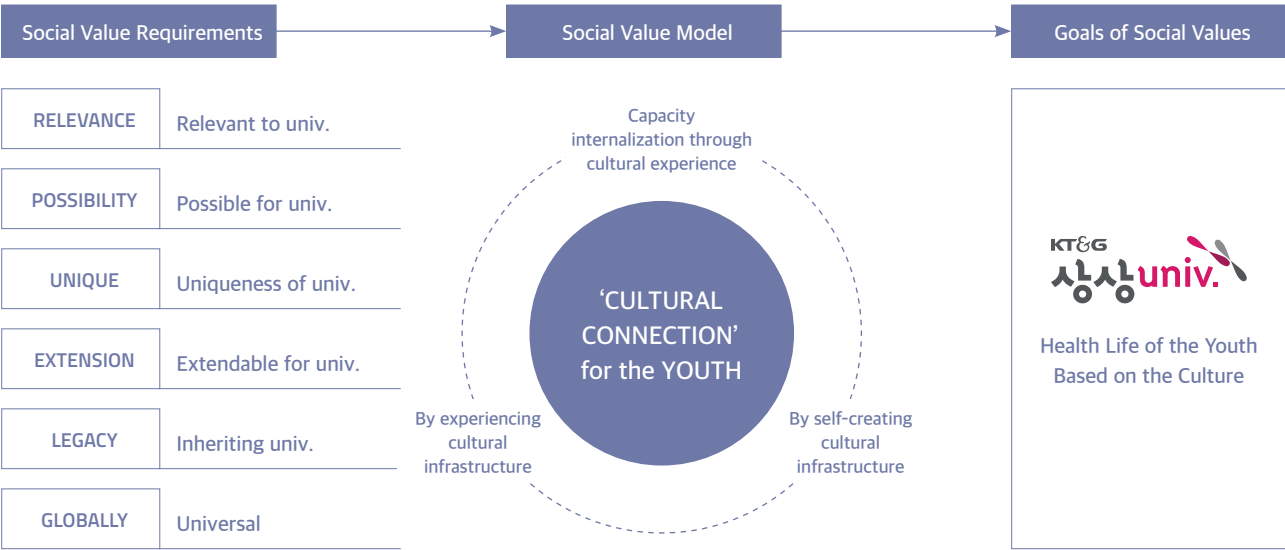 Social Value Requirements
Social Value Model
Goals of Social Values
RELEVANCE
Relevant to univ.
POSSIBILITY
Possible for univ.
UNIQUE
Uniqueness of univ.
EXTENSION
Extendable for univ.
LEGACY
Inheriting univ.
GLOBALLY
Universal
Capacity
internalization through
cultural experience
‘CULTURAL
CONNECTION’
for the YOUTH
By experiencing
cultural
infrastructure
By self-creating
cultural
infrastructure
KT&G
상상univ.
Health Life of the Youth
Based on the Culture